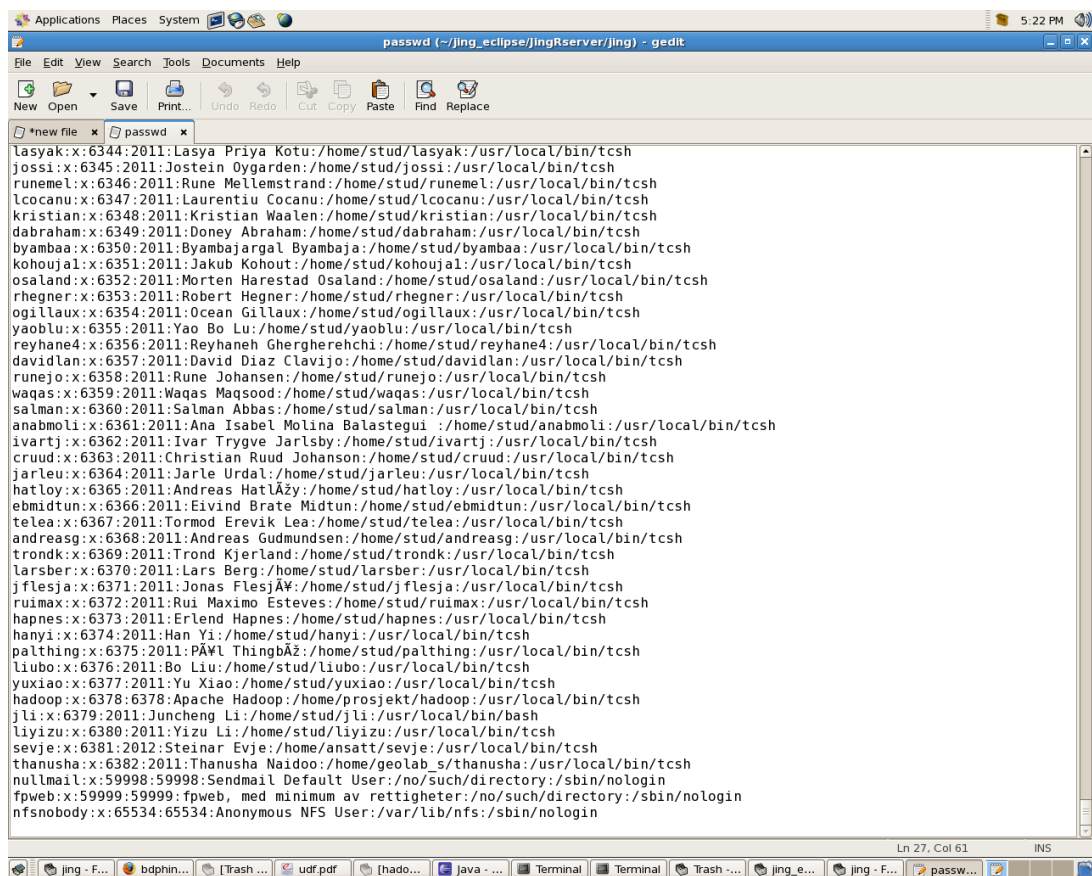 Applications Places System 5:22 PM
passwd (~/jing_eclipse/JingRserver/jing) - gedit
File Edit View Search Tools Documents Help
New Open Save Print... Undo Redo Cut Copy Paste Find Replace
*new file passwd
lasyak:x:6344:2011:Lasya Priya Kotu:/home/stud/lasyak:/usr/local/bin/tcsh
jossi:x:6345:2011:Jostein Oygarden:/home/stud/jossi:/usr/local/bin/tcsh
runemel:x:6346:2011:Rune Mellemstrand:/home/stud/runemel:/usr/local/bin/tcsh
lcocanu:x:6347:2011:Laurentiu Cocanu:/home/stud/lcocanu:/usr/local/bin/tcsh
kristian:x:6348:2011:Kristian Waalen:/home/stud/kristian:/usr/local/bin/tcsh
dabraham:x:6349:2011:Doney Abraham:/home/stud/dabraham:/usr/local/bin/tcsh
byambaa:x:6350:2011:Byambajargal Byambaja:/home/stud/byambaa:/usr/local/bin/tcsh
kohouja1:x:6351:2011:Jakub Kohout:/home/stud/kohouja1:/usr/local/bin/tcsh
osaland:x:6352:2011:Morten Harestad Osaland:/home/stud/osaland:/usr/local/bin/tcsh
rhegner:x:6353:2011:Robert Hegner:/home/stud/rhegner:/usr/local/bin/tcsh
ogillaux:x:6354:2011:Ocean Gillaux:/home/stud/ogillaux:/usr/local/bin/tcsh
yaoblu:x:6355:2011:Yao Bo Lu:/home/stud/yaoblu:/usr/local/bin/tcsh
reyhane4:x:6356:2011:Reyhaneh Ghergherehchi:/home/stud/reyhane4:/usr/local/bin/tcsh
davidlan:x:6357:2011:David Diaz Clavijo:/home/stud/davidlan:/usr/local/bin/tcsh
runejo:x:6358:2011:Rune Johansen:/home/stud/runejo:/usr/local/bin/tcsh
waqas:x:6359:2011:Waqas Maqsood:/home/stud/waqas:/usr/local/bin/tcsh
salman:x:6360:2011:Salman Abbas:/home/stud/salman:/usr/local/bin/tcsh
anabmoli:x:6361:2011:Ana Isabel Molina Balastegui :/home/stud/anabmoli:/usr/local/bin/tcsh
ivartj:x:6362:2011:Ivar Trygve Jarlsby:/home/stud/ivartj:/usr/local/bin/tcsh
cruud:x:6363:2011:Christian Ruud Johanson:/home/stud/cruud:/usr/local/bin/tcsh
jarleu:x:6364:2011:Jarle Urdal:/home/stud/jarleu:/usr/local/bin/tcsh
hatloy:x:6365:2011:Andreas HatlÃžy:/home/stud/hatloy:/usr/local/bin/tcsh
ebmidtun:x:6366:2011:Eivind Brate Midtun:/home/stud/ebmidtun:/usr/local/bin/tcsh
telea:x:6367:2011:Tormod Erevik Lea:/home/stud/telea:/usr/local/bin/tcsh
andreasg:x:6368:2011:Andreas Gudmundsen:/home/stud/andreasg:/usr/local/bin/tcsh
trondk:x:6369:2011:Trond Kjerland:/home/stud/trondk:/usr/local/bin/tcsh
larsber:x:6370:2011:Lars Berg:/home/stud/larsber:/usr/local/bin/tcsh
jflesja:x:6371:2011:Jonas FlesjÃ¥:/home/stud/jflesja:/usr/local/bin/tcsh
ruimax:x:6372:2011:Rui Maximo Esteves:/home/stud/ruimax:/usr/local/bin/tcsh
hapnes:x:6373:2011:Erlend Hapnes:/home/stud/hapnes:/usr/local/bin/tcsh
hanyi:x:6374:2011:Han Yi:/home/stud/hanyi:/usr/local/bin/tcsh
palthing:x:6375:2011:PÃ¥l ThingbÃž:/home/stud/palthing:/usr/local/bin/tcsh
liubo:x:6376:2011:Bo Liu:/home/stud/liubo:/usr/local/bin/tcsh
yuxiao:x:6377:2011:Yu Xiao:/home/stud/yuxiao:/usr/local/bin/tcsh
hadoop:x:6378:6378:Apache Hadoop:/home/prosjekt/hadoop:/usr/local/bin/tcsh
jli:x:6379:2011:Juncheng Li:/home/stud/jli:/usr/local/bin/bash
liyizu:x:6380:2011:Yizu Li:/home/stud/liyizu:/usr/local/bin/tcsh
sevje:x:6381:2012:Steinar Evje:/home/ansatt/sevje:/usr/local/bin/tcsh
thanusha:x:6382:2011:Thanusha Naidoo:/home/geolab_s/thanusha:/usr/local/bin/tcsh
nullmail:x:59998:59998:Sendmail Default User:/no/such/directory:/sbin/nologin
fpweb:x:59999:59999:fpweb, med minimum av rettigheter:/no/such/directory:/sbin/nologin
nfsnobody:x:65534:65534:Anonymous NFS User:/var/lib/nfs:/sbin/nologin
Ln 27, Col 61 INS
jing - F... bdphin... [Trash ... udf.pdf [hado... Java - ... Terminal Terminal Trash -... jing_e... jing - F... passw...